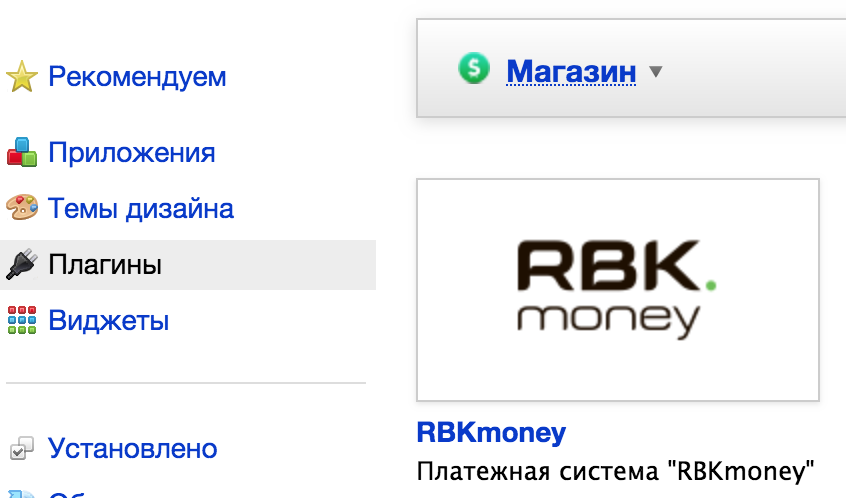 Рекомендуем
Приложения
Темы дизайна
Плагины
Виджеты
Установлено
Магазин
RBK.
money
RBKmoney
Платежная система "RBKmoney"